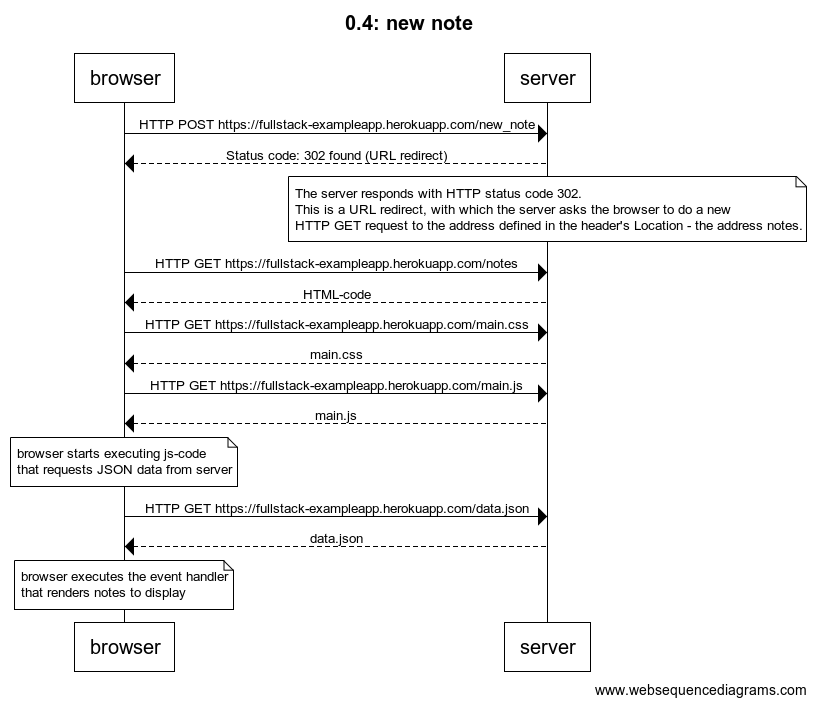 0.4: new note
browser
server
HTTP POST https://fullstack-exampleapp.herokuapp.com/new_note
Status code: 302 found (URL redirect)
The server responds with HTTP status code 302.
This is a URL redirect, with which the server asks the browser to do a new
HTTP GET request to the address defined in the header's Location - the address notes.
HTTP GET https://fullstack-exampleapp.herokuapp.com/notes
HTML-code
HTTP GET https://fullstack-exampleapp.herokuapp.com/main.css
main.css
HTTP GET https://fullstack-exampleapp.herokuapp.com/main.js
main.js
browser starts executing js-code
that requests JSON data from server
HTTP GET https://fullstack-exampleapp.herokuapp.com/data.json
data.json
browser executes the event handler
that renders notes to display
browser
server
www.websequencediagrams.com